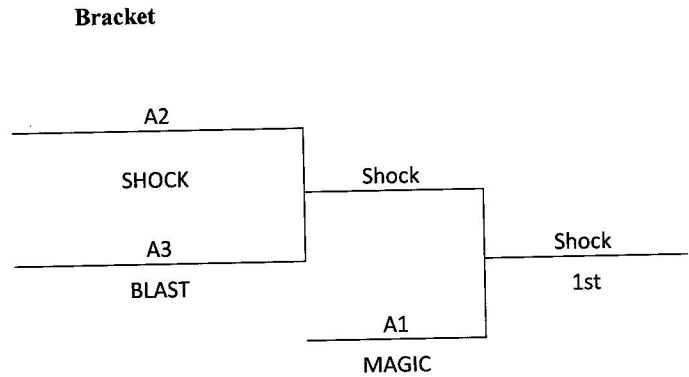 Bracket
A2
SHOCK
Shock
A3
BLAST
Shock
1st
A1
MAGIC